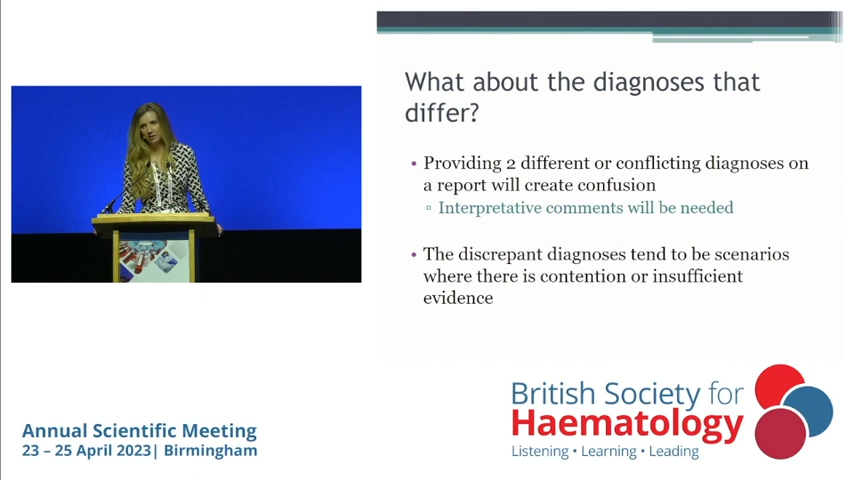 What about the diagnoses that
differ?
• Providing 2 different or conflicting diagnoses on
a report will create confusion
▫ Interpretative comments will be needed
• The discrepant diagnoses tend to be scenarios
where there is contention or insufficient
evidence
British Society for
Haematology
Listening • Learning • Leading
Annual Scientific Meeting
23 – 25 April 2023| Birmingham